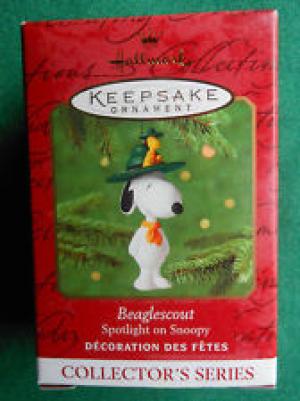 Hallmark
KEEPSAKE
ORNAMENT
Beaglescout
Spotlight on Snoopy
DÉCORATION DES FÊTES
COLLECTOR'S SERIES